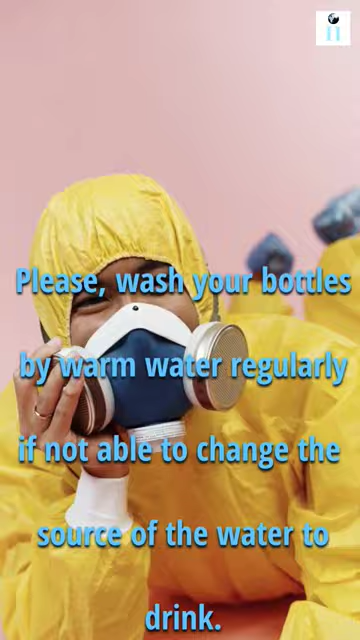 Please, wash your bottles
by warm water regularly
if not able to change the
source of the water to
drink.